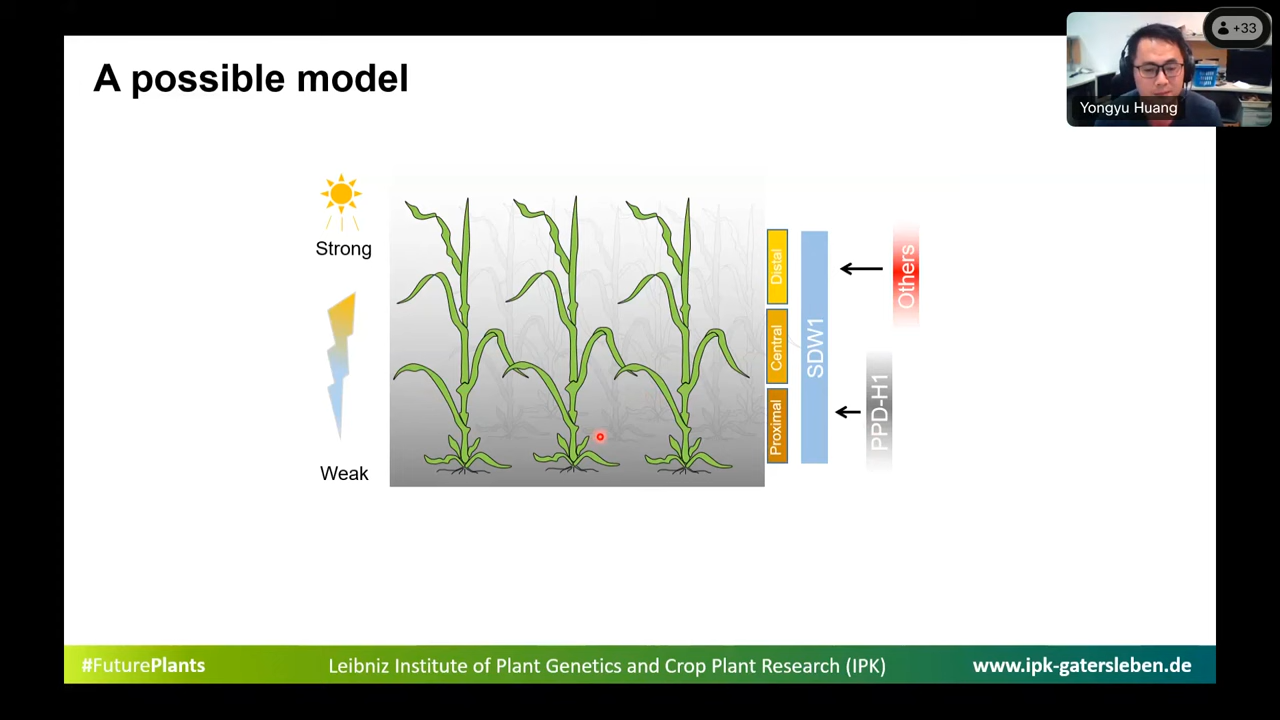 A possible model
+33
Yongyu Huang
Strong
Weak
Distal
Central
Proximal
SDW1
Others
PPD-H1
#FuturePlants
Leibniz Institute of Plant Genetics and Crop Plant Research (IPK)
www.ipk-gatersleben.de